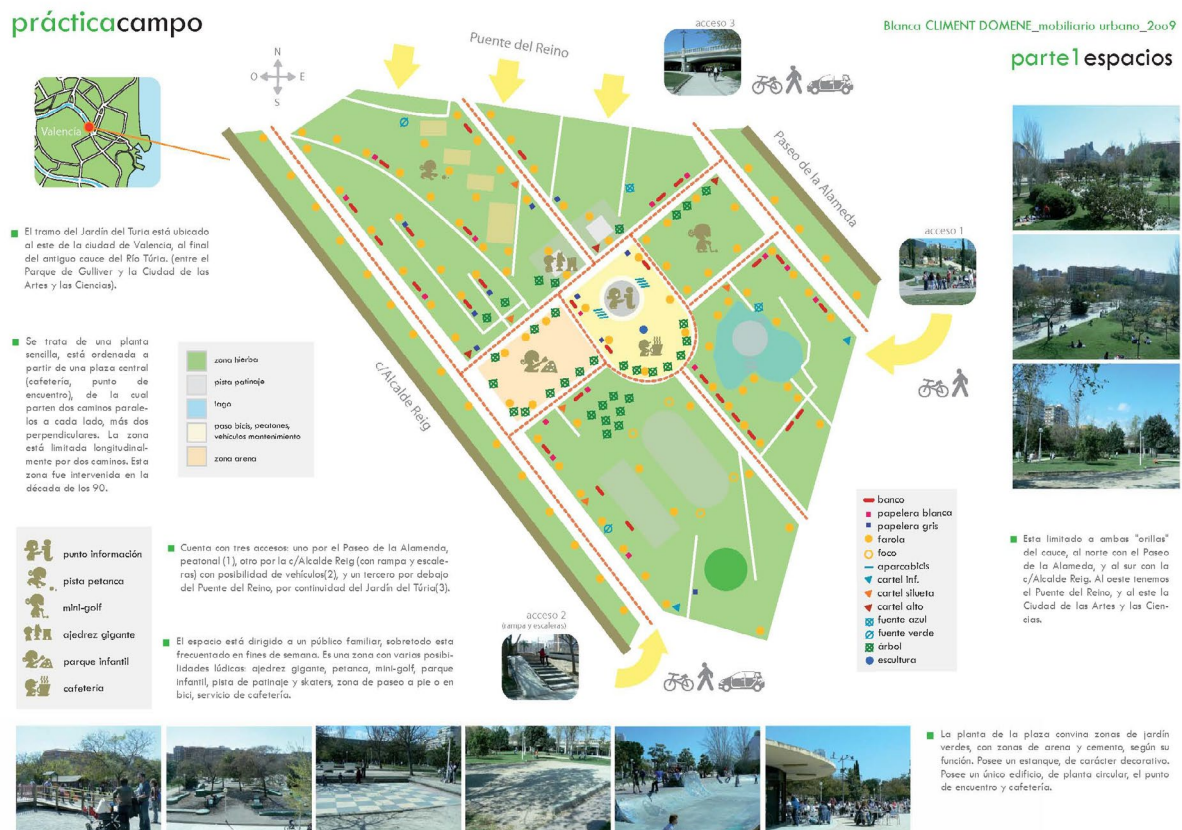 prácticacampo
Blanca CLIMENT DOMENE_mobiliario urbano_2oo9
parte1espacios
acceso 3
Puente del Reino
N
O
E
S
Valencia
Paseo de la Alameda
El tramo del Jardín del Turia está ubicado
al este de la ciudad de Valencia, al final
del antiguo cauce del Río Túria. (entre el
Parque de Gulliver y la Ciudad de las
Artes y las Ciencias).
acceso 1
Se trata de una planta
sencilla, está ordenada a
partir de una plaza central
(cafetería, punto de
encuentro), de la cual
parten dos caminos parale-
los a cada lado, más dos
perpendiculares. La zona
está limitada longitudinal-
mente por dos caminos. Esta
zona fue intervenida en la
década de los 90.
zona hierba
pista patinaje
lago
paso bicis, peatones,
vehículos mantenimiento
zona arena
c/Alcalde Reig
punto información
pista petanca
mini-golf
ajedrez gigante
parque infantil
cafetería
Cuenta con tres accesos: uno por el Paseo de la Alamenda,
peatonal (1), otro por la c/Alcalde Reig (con rampa y escale-
ras) con posibilidad de vehículos(2), y un tercero por debajo
del Puente del Reino, por continuidad del Jardín del Túria(3).
El espacio está dirigido a un público familiar, sobretodo esta
frecuentado en fines de semana. Es una zona con varias posibi-
lidades lúdicas: ajedrez gigante, petanca, mini-golf, parque
infantil, pista de patinaje y skaters, zona de paseo a pie o en
bici, servicio de cafetería.
acceso 2
(rampa y escaleras)
banco
papelera blanca
papelera gris
farola
foco
aparcabicis
cartel inf.
cartel silueta
cartel alto
fuente azul
fuente verde
árbol
escultura
Esta limitado a ambas "orillas"
del cauce, al norte con el Paseo
de la Alameda, y al sur con la
c/Alcalde Reig. Al oeste tenemos
el Puente del Reino, y al este la
Ciudad de las Artes y las Cien-
cias.
La planta de la plaza convina zonas de jardín
verdes, con zonas de arena y cemento, según su
función. Posee un estanque, de carácter decorativo.
Posee un único edificio, de planta circular, el punto
de encuentro y cafetería.